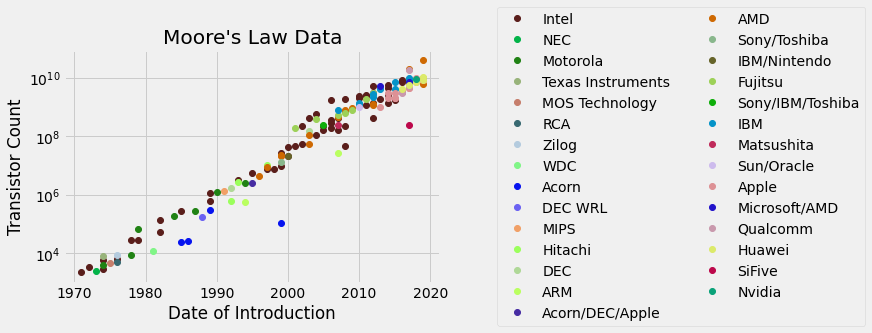 Moore's Law Data
Transistor Count
10^10
10^8
10^6
10^4
1970 1980 1990 2000 2010 2020
Date of Introduction
Intel
NEC
Motorola
Texas Instruments
MOS Technology
RCA
Zilog
WDC
Acorn
DEC WRL
MIPS
Hitachi
DEC
ARM
Acorn/DEC/Apple
AMD
Sony/Toshiba
IBM/Nintendo
Fujitsu
Sony/IBM/Toshiba
IBM
Matsushita
Sun/Oracle
Apple
Microsoft/AMD
Qualcomm
Huawei
SiFive
Nvidia